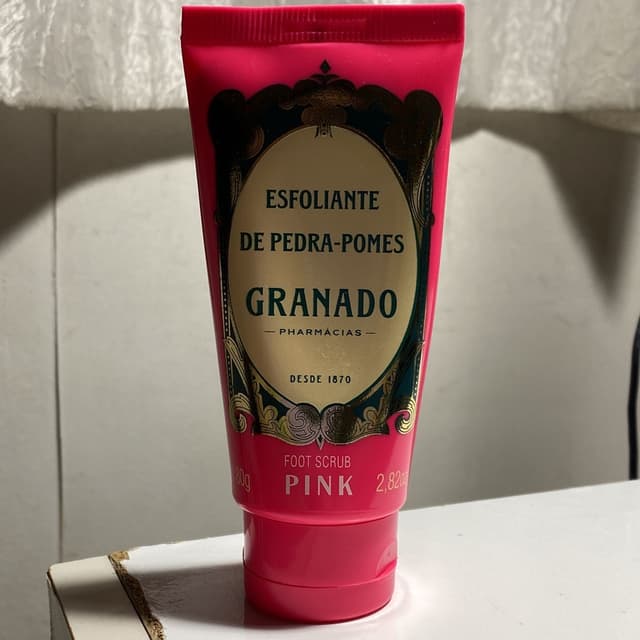 ESFOLIANTE
DE PEDRA-POMES
GRANADO
PHARMÁCIAS
DESDE 1870
FOOT SCRUB
PINK